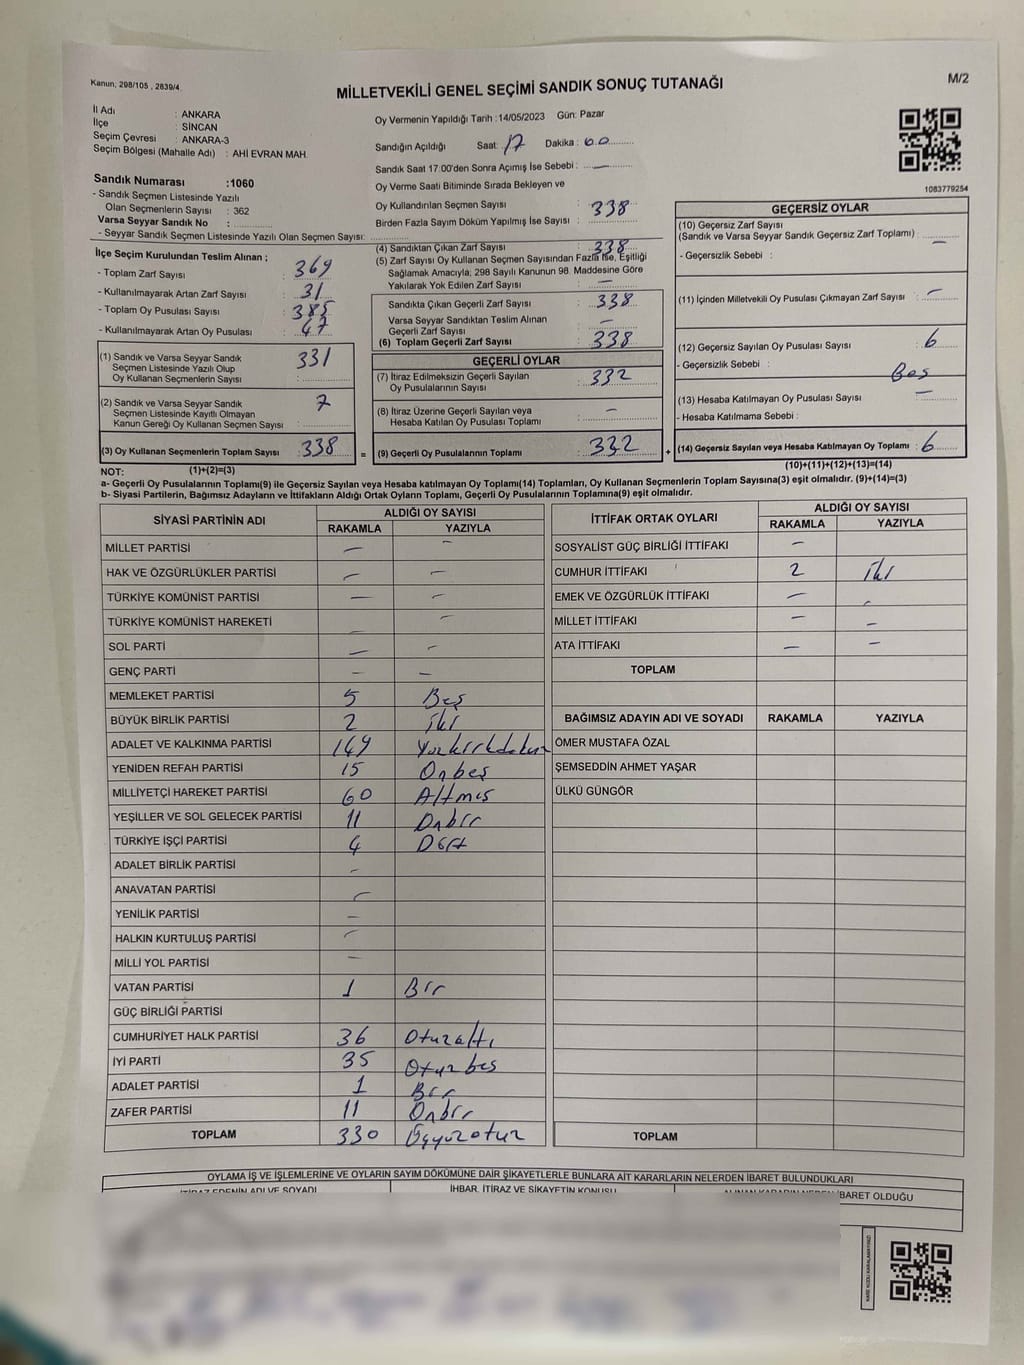 Kanun; 298/105 , 2839/4
MİLLETVEKİLİ GENEL SEÇİMİ SANDIK SONUÇ TUTANAĞI
M/2
İl Adı : ANKARA
İlçe : SİNCAN
Seçim Çevresi : ANKARA-3
Seçim Bölgesi (Mahalle Adı) : AHİ EVRAN MAH.
Oy Vermenin Yapıldığı Tarih :14/05/2023 Gün: Pazar
Sandığın Açıldığı Saat: 17 Dakika: 00
Sandık Saat 17:00'den Sonra Açımış İse Sebebi : —
Oy Verme Saati Bitiminde Sırada Bekleyen ve
Oy Kullandırılan Seçmen Sayısı : 338
Birden Fazla Sayım Döküm Yapılmış İse Sayısı :
1083779254
Sandık Numarası :1060
- Sandık Seçmen Listesinde Yazılı
Olan Seçmenlerin Sayısı : 362
Varsa Seyyar Sandık No :
- Seyyar Sandık Seçmen Listesinde Yazılı Olan Seçmen Sayısı:
İlçe Seçim Kurulundan Teslim Alınan ;
- Toplam Zarf Sayısı : 369
- Kullanılmayarak Artan Zarf Sayısı : 31
- Toplam Oy Pusulası Sayısı : 385
- Kullanılmayarak Artan Oy Pusulası : 47
(1) Sandık ve Varsa Seyyar Sandık
Seçmen Listesinde Yazılı Olup
Oy Kullanan Seçmenlerin Sayısı : 331
(2) Sandık ve Varsa Seyyar Sandık
Seçmen Listesinde Kayıtlı Olmayan
Kanun Gereği Oy Kullanan Seçmen Sayısı : 7
(3) Oy Kullanan Seçmenlerin Toplam Sayısı : 338
(4) Sandıktan Çıkan Zarf Sayısı : 338
(5) Zarf Sayısı Oy Kullanan Seçmen Sayısından Fazla İse, Eşitliği
Sağlamak Amacıyla; 298 Sayılı Kanunun 98. Maddesine Göre
Yakılarak Yok Edilen Zarf Sayısı : —
Sandıkta Çıkan Geçerli Zarf Sayısı : 338
Varsa Seyyar Sandıktan Teslim Alınan
Geçerli Zarf Sayısı : —
(6) Toplam Geçerli Zarf Sayısı : 338
GEÇERLİ OYLAR
(7) İtiraz Edilmeksizin Geçerli Sayılan
Oy Pusulalarının Sayısı : 332
(8) İtiraz Üzerine Geçerli Sayılan veya
Hesaba Katılan Oy Pusulası Toplamı : —
= (9) Geçerli Oy Pusulalarının Toplamı : 332
GEÇERSİZ OYLAR
(10) Geçersiz Zarf Sayısı
(Sandık ve Varsa Seyyar Sandık Geçersiz Zarf Toplamı) : —
- Geçersizlik Sebebi :
(11) İçinden Milletvekili Oy Pusulası Çıkmayan Zarf Sayısı : —
(12) Geçersiz Sayılan Oy Pusulası Sayısı : 6
- Geçersizlik Sebebi : Boş
(13) Hesaba Katılmayan Oy Pusulası Sayısı : —
- Hesaba Katılmama Sebebi :
+ (14) Geçersiz Sayılan veya Hesaba Katılmayan Oy Toplamı : 6
NOT: (1)+(2)=(3)
(10)+(11)+(12)+(13)=(14)
a- Geçerli Oy Pusulalarının Toplamı(9) ile Geçersiz Sayılan veya Hesaba katılmayan Oy Toplamı(14) Toplamları, Oy Kullanan Seçmenlerin Toplam Sayısına(3) eşit olmalıdır. (9)+(14)=(3)
b- Siyasi Partilerin, Bağımsız Adayların ve İttifakların Aldığı Ortak Oyların Toplamı, Geçerli Oy Pusulalarının Toplamına(9) eşit olmalıdır.
SİYASİ PARTİNİN ADI ALDIĞI OY SAYISI
RAKAMLA YAZIYLA
MİLLET PARTİSİ — —
HAK VE ÖZGÜRLÜKLER PARTİSİ — —
TÜRKİYE KOMÜNİST PARTİSİ — —
TÜRKİYE KOMÜNİST HAREKETİ — —
SOL PARTİ — —
GENÇ PARTİ — —
MEMLEKET PARTİSİ 5 Beş
BÜYÜK BİRLİK PARTİSİ 2 İki
ADALET VE KALKINMA PARTİSİ 149 Yüzkırkdokuz
YENİDEN REFAH PARTİSİ 15 Onbeş
MİLLİYETÇİ HAREKET PARTİSİ 60 Altmış
YEŞİLLER VE SOL GELECEK PARTİSİ 11 Onbir
TÜRKİYE İŞÇİ PARTİSİ 4 Dört
ADALET BİRLİK PARTİSİ —
ANAVATAN PARTİSİ —
YENİLİK PARTİSİ —
HALKIN KURTULUŞ PARTİSİ —
MİLLİ YOL PARTİSİ —
VATAN PARTİSİ 1 Bir
GÜÇ BİRLİĞİ PARTİSİ
CUMHURİYET HALK PARTİSİ 36 Otuzaltı
İYİ PARTİ 35 Otuzbeş
ADALET PARTİSİ 1 Bir
ZAFER PARTİSİ 11 Onbir
TOPLAM 330 Üçyüzotuz
İTTİFAK ORTAK OYLARI ALDIĞI OY SAYISI
RAKAMLA YAZIYLA
SOSYALİST GÜÇ BİRLİĞİ İTTİFAKI —
CUMHUR İTTİFAKI 2 İki
EMEK VE ÖZGÜRLÜK İTTİFAKI — —
MİLLET İTTİFAKI — —
ATA İTTİFAKI — —
TOPLAM
BAĞIMSIZ ADAYIN ADI VE SOYADI RAKAMLA YAZIYLA
ÖMER MUSTAFA ÖZAL
ŞEMSEDDİN AHMET YAŞAR
ÜLKÜ GÜNGÖR
TOPLAM
OYLAMA İŞ VE İŞLEMLERİNE VE OYLARIN SAYIM DÖKÜMÜNE DAİR ŞİKAYETLERLE BUNLARA AİT KARARLARIN NELERDEN İBARET BULUNDUKLARI
İTİRAZ EDENİN ADI VE SOYADI İHBAR, İTİRAZ VE ŞİKAYETİN KONUSU ALINAN KARARIN NEDEN İBARET OLDUĞU